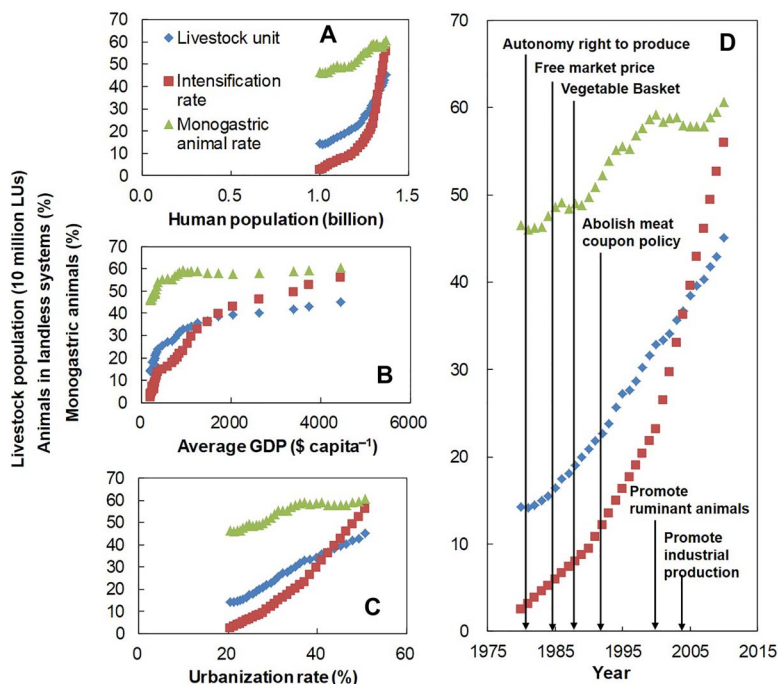 Livestock population (10 million LUs)
Animals in landless systems (%)
Monogastric animals (%)
70
60
50
40
30
20
10
0
Livestock unit
Intensification
rate
Monogastric
animal rate
A
0.0
0.5
1.0
1.5
Human population (billion)
70
60
50
40
30
20
10
0
B
0
2000
4000
6000
Average GDP ($ capita⁻¹)
70
60
50
40
30
20
10
0
C
0
20
40
60
Urbanization rate (%)
70
60
50
40
30
20
10
0
D
Autonomy right to produce
Free market price
Vegetable Basket
Abolish meat
coupon policy
Promote
ruminant animals
Promote
industrial
production
1975
1985
1995
2005
2015
Year